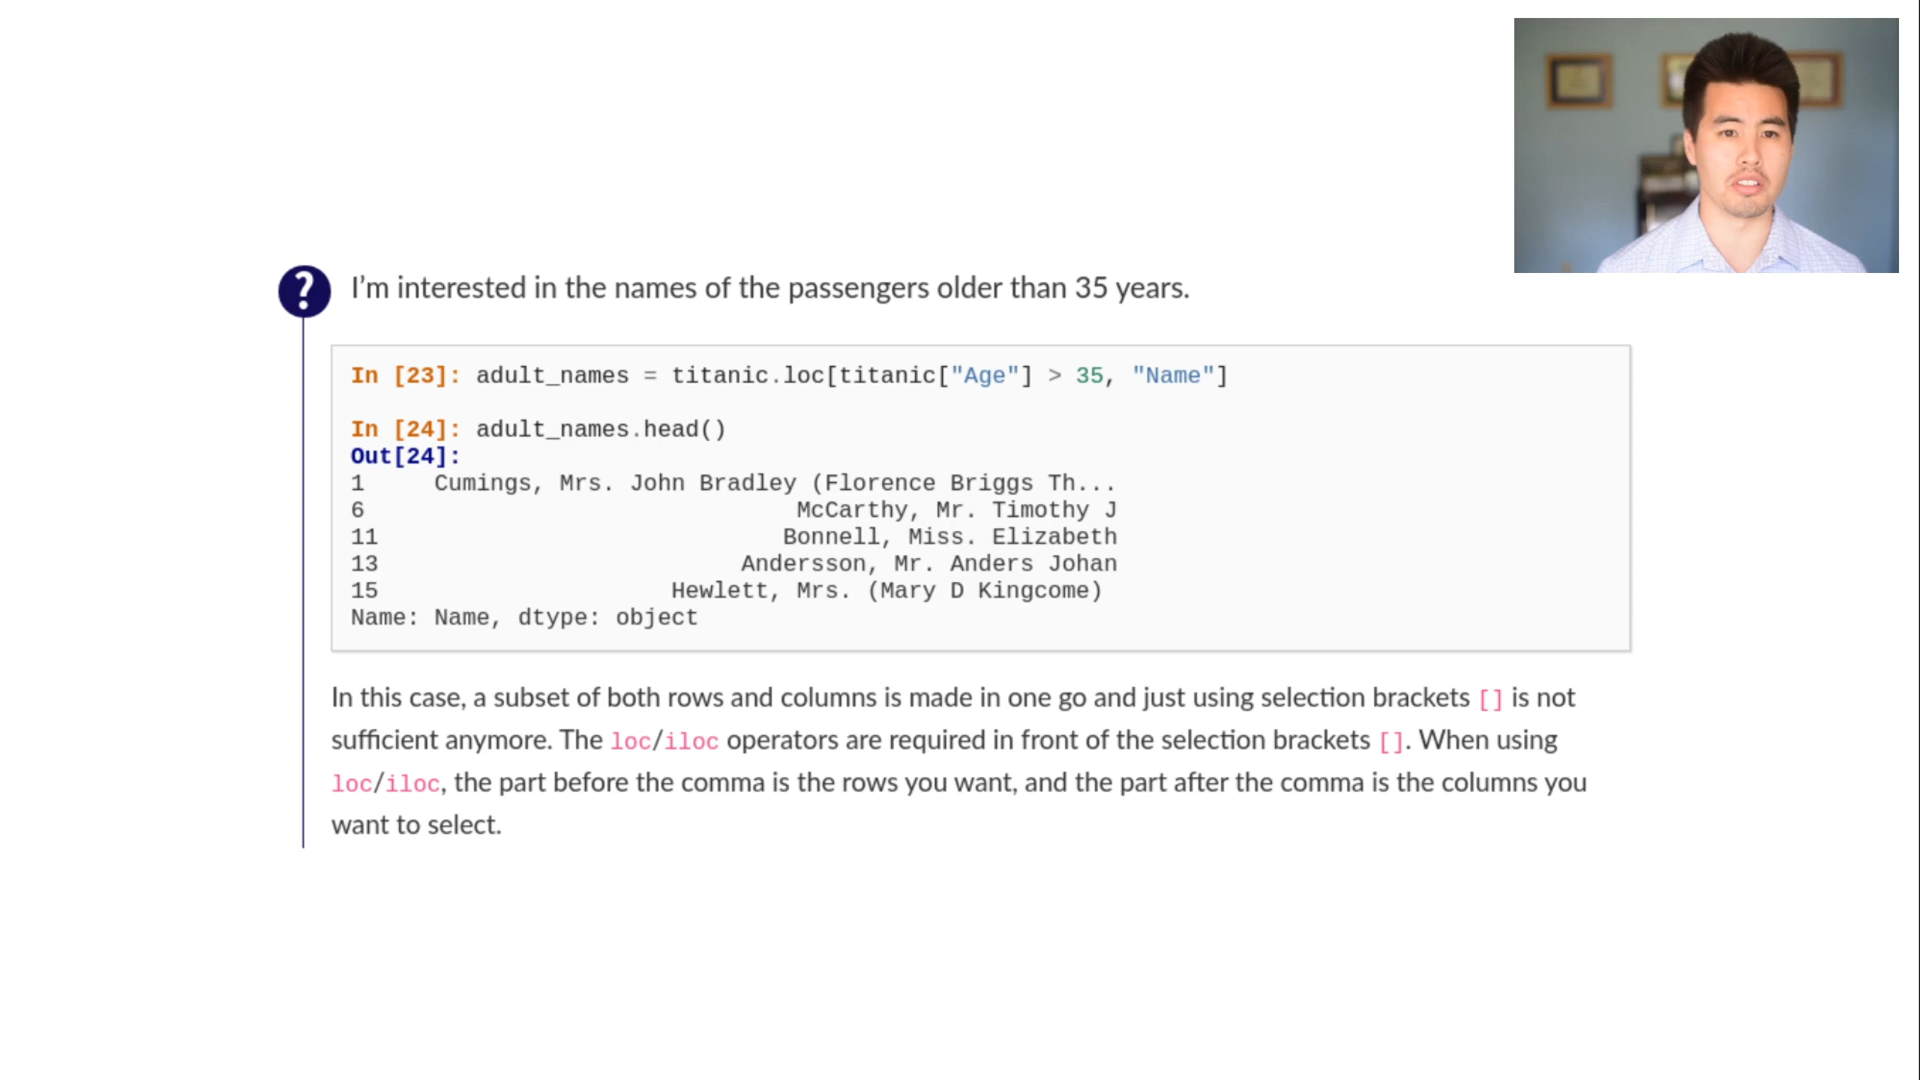 ?
I’m interested in the names of the passengers older than 35 years.
In [23]: adult_names = titanic.loc[titanic["Age"] > 35, "Name"]
In [24]: adult_names.head()
Out[24]:
1     Cumings, Mrs. John Bradley (Florence Briggs Th...
6                               McCarthy, Mr. Timothy J
11                             Bonnell, Miss. Elizabeth
13                          Andersson, Mr. Anders Johan
15                     Hewlett, Mrs. (Mary D Kingcome)
Name: Name, dtype: object
In this case, a subset of both rows and columns is made in one go and just using selection brackets [] is not
sufficient anymore. The loc/iloc operators are required in front of the selection brackets []. When using
loc/iloc, the part before the comma is the rows you want, and the part after the comma is the columns you
want to select.